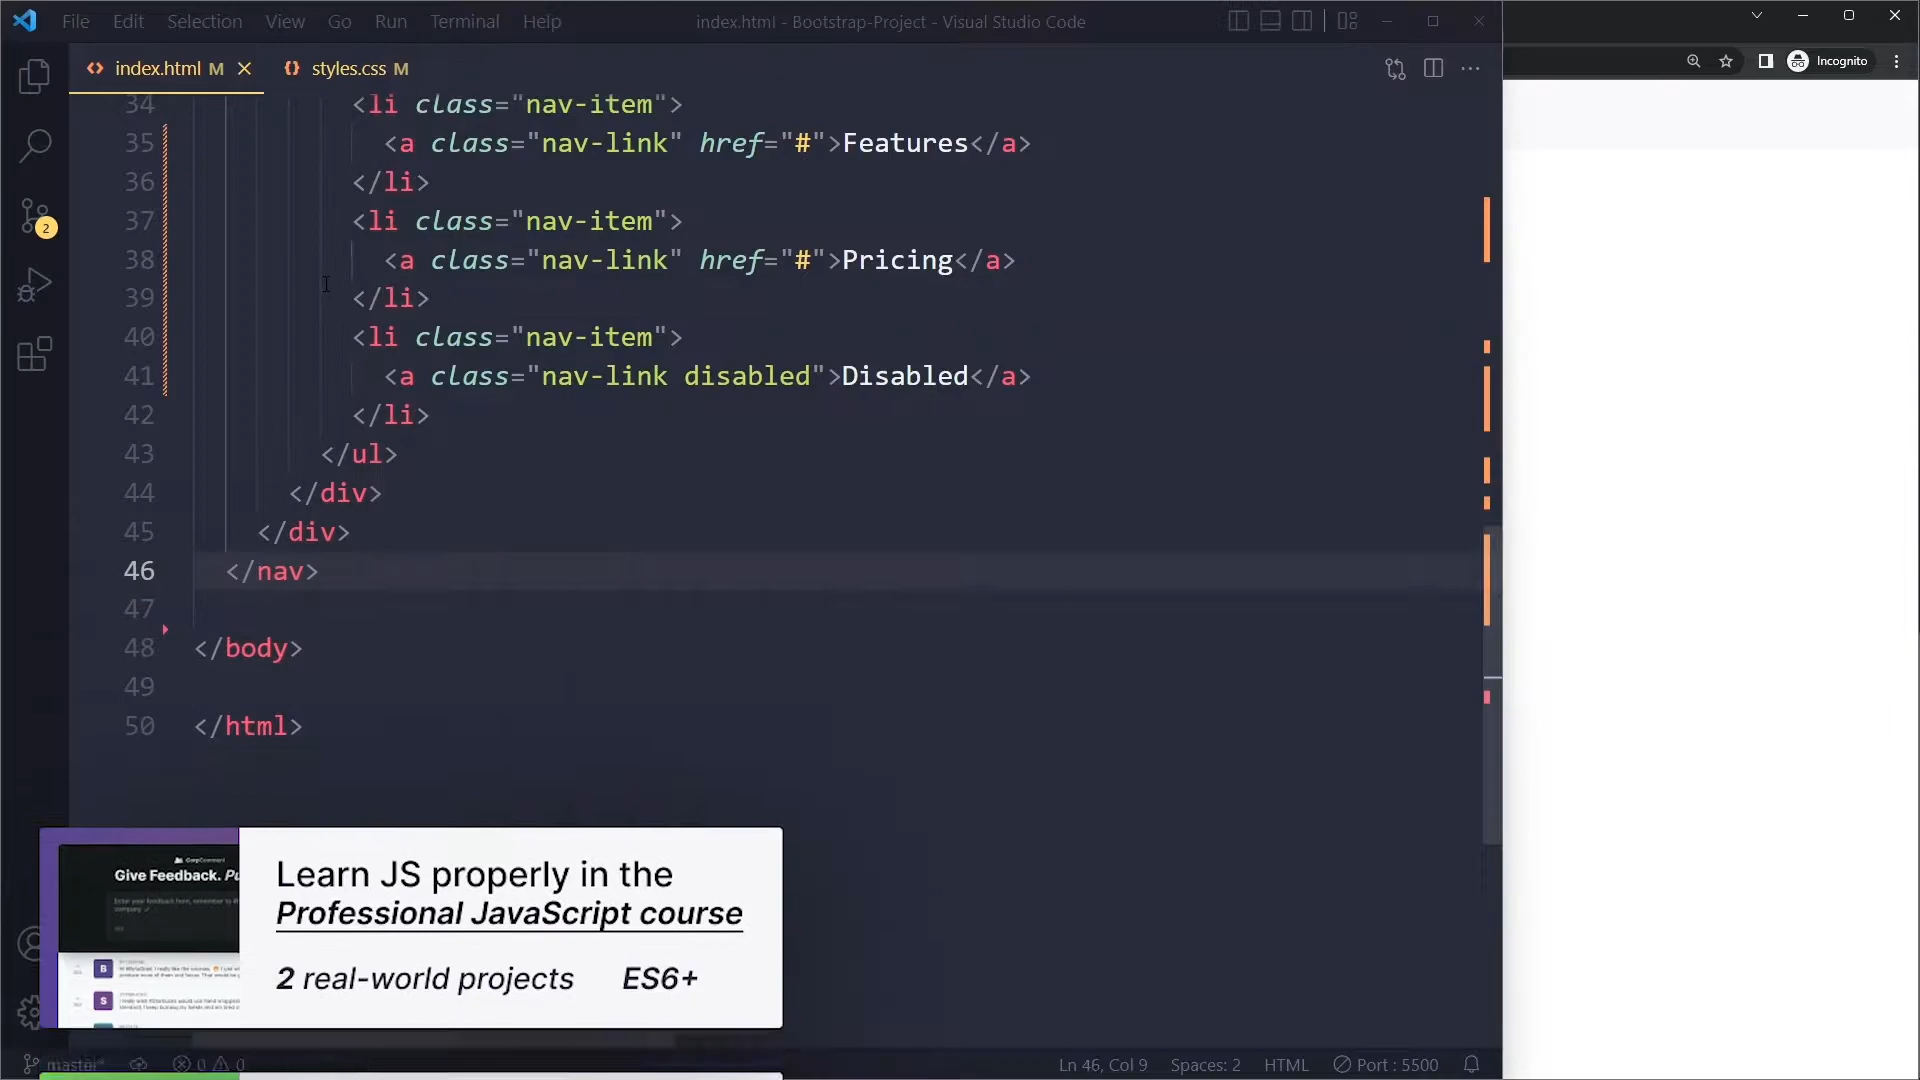 File Edit Selection View Go Run Terminal Help index.html - Bootstrap-Project - Visual Studio Code
Incognito
index.html M styles.css M
34 <li class="nav-item">
35 <a class="nav-link" href="#">Features</a>
36 </li>
37 <li class="nav-item">
38 <a class="nav-link" href="#">Pricing</a>
39 </li>
40 <li class="nav-item">
41 <a class="nav-link disabled">Disabled</a>
42 </li>
43 </ul>
44 </div>
45 </div>
46 </nav>
47
48 </body>
49
50 </html>
2
Give Feedback.
Learn JS properly in the
Professional JavaScript course
2 real-world projects ES6+
B
S
master* 0 0 Ln 46, Col 9 Spaces: 2 HTML Port : 5500